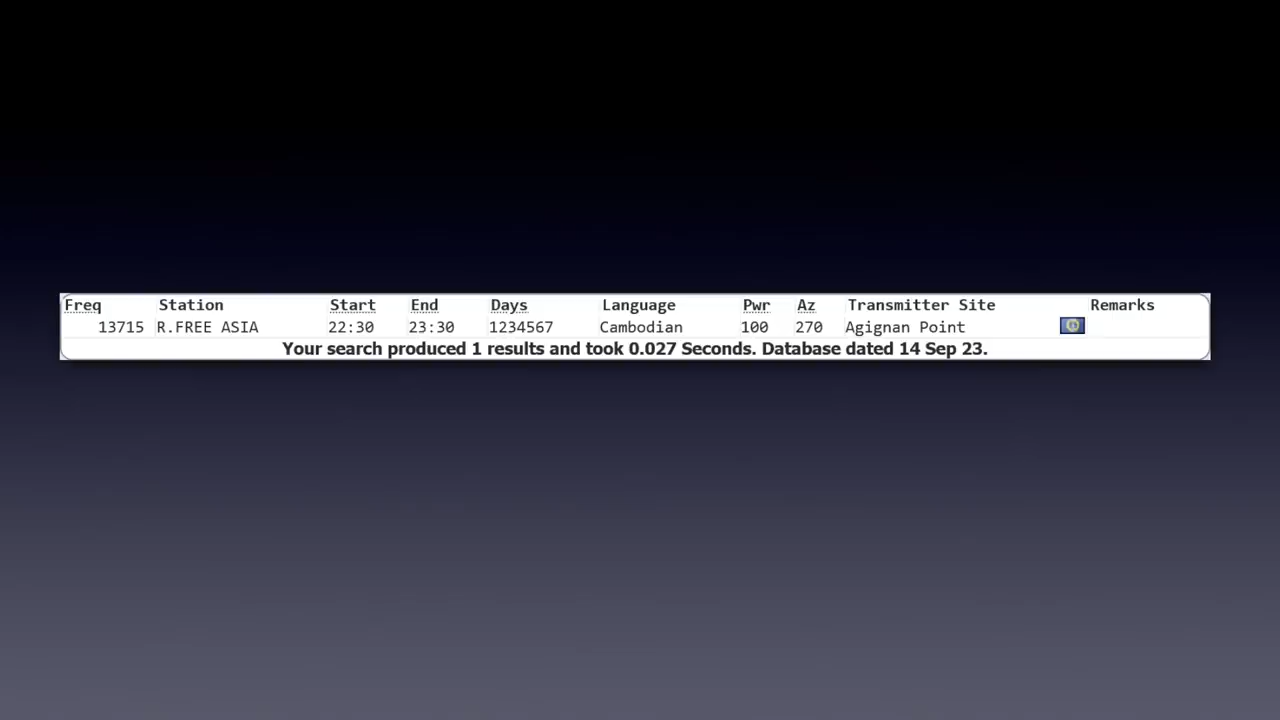 Freq Station Start End Days Language Pwr Az Transmitter Site Remarks
13715 R.FREE ASIA 22:30 23:30 1234567 Cambodian 100 270 Agignan Point
Your search produced 1 results and took 0.027 Seconds. Database dated 14 Sep 23.